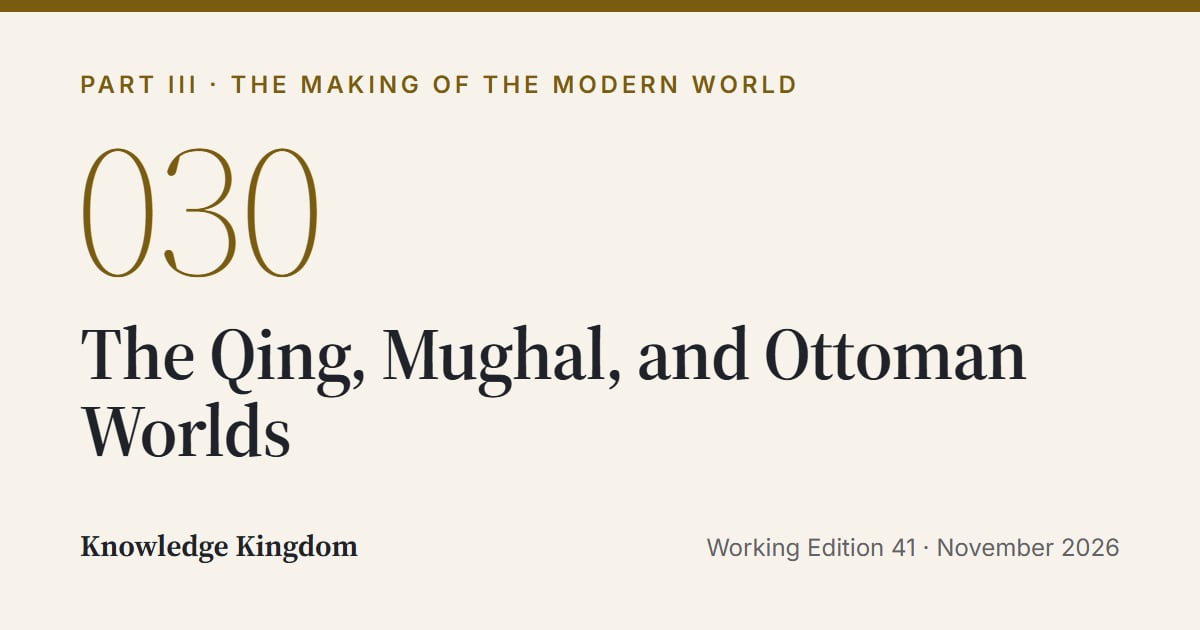 PART III · THE MAKING OF THE MODERN WORLD
030
The Qing, Mughal, and Ottoman
Worlds
Knowledge Kingdom
Working Edition 41 · November 2026